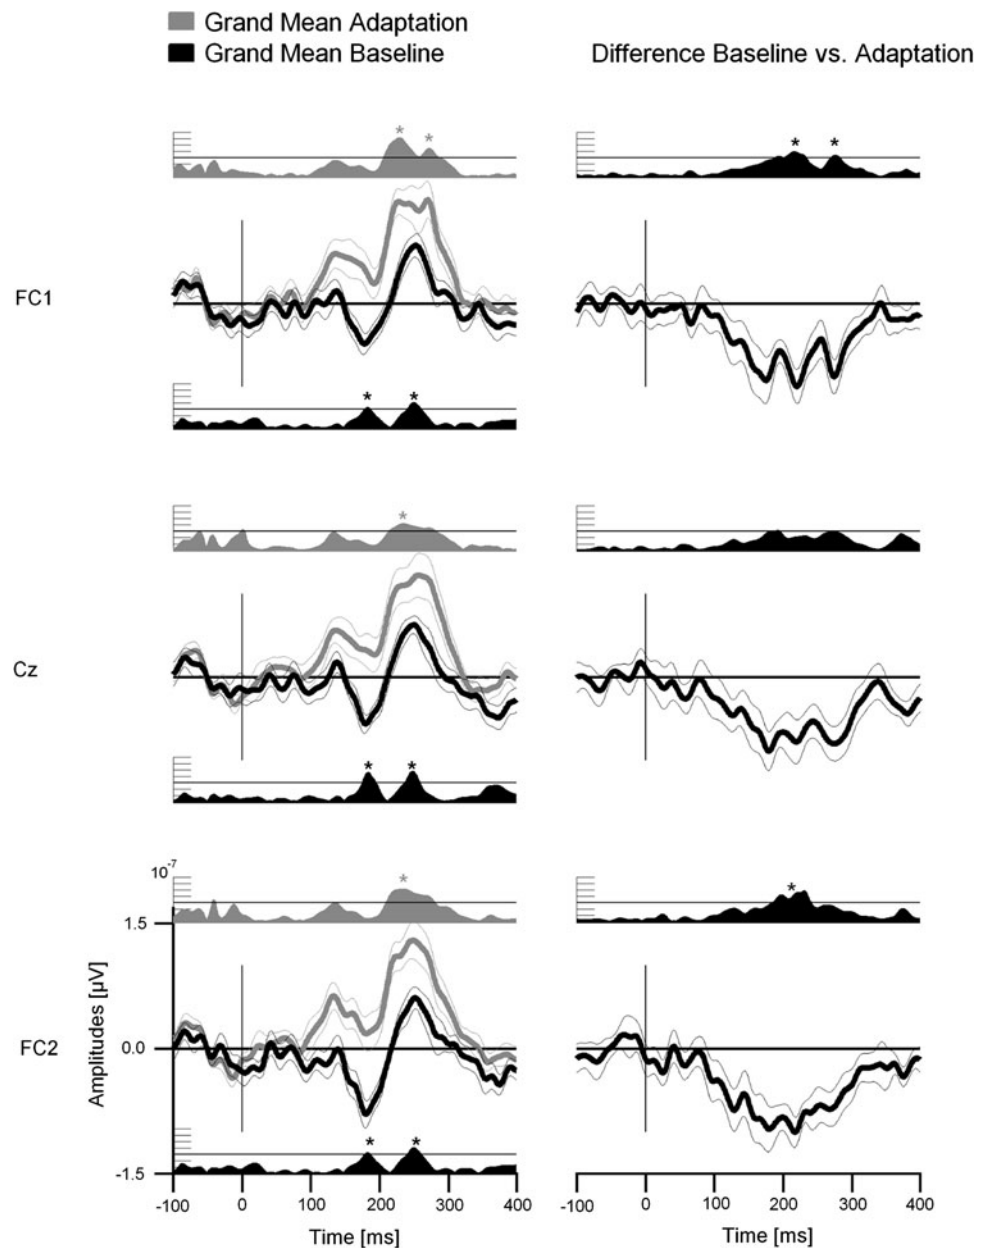 Grand Mean Adaptation
Grand Mean Baseline
Difference Baseline vs. Adaptation
* *
* *
FC1
* *
*
Cz
* *
10-7
*
*
1.5
Amplitudes [µV]
FC2
0.0
* *
-1.5
-100 0 100 200 300 400
-100 0 100 200 300 400
Time [ms]
Time [ms]